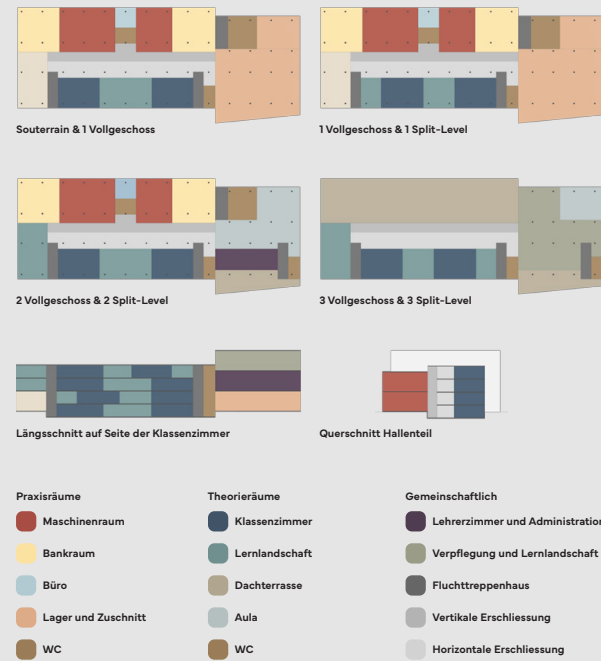 Souterrain & 1 Vollgeschoss
1 Vollgeschoss & 1 Split-Level
2 Vollgeschoss & 2 Split-Level
3 Vollgeschoss & 3 Split-Level
Längsschnitt auf Seite der Klassenzimmer
Querschnitt Hallenteil
Praxisräume
Maschinenraum
Bankraum
Büro
Lager und Zuschnitt
WC
Theorieräume
Klassenzimmer
Lernlandschaft
Dachterrasse
Aula
WC
Gemeinschaftlich
Lehrerzimmer und Administration
Verpflegung und Lernlandschaft
Fluchttreppenhaus
Vertikale Erschliessung
Horizontale Erschliessung